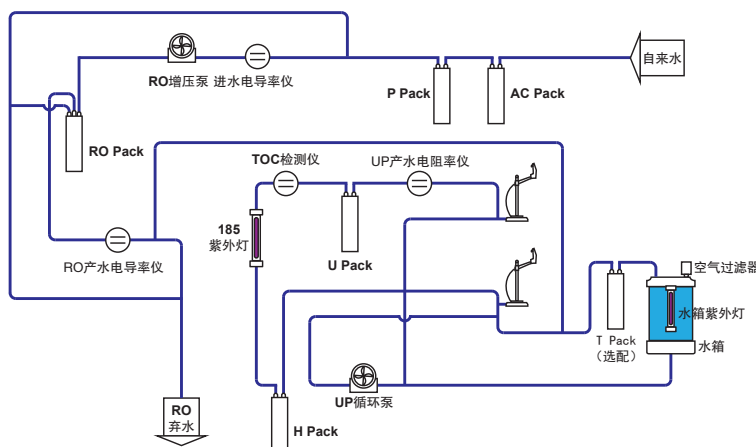 自来水
RO增压泵 进水电导率仪
P Pack
AC Pack
RO Pack
TOC检测仪
UP产水电阻率仪
185
紫外灯
U Pack
RO产水电导率仪
空气过滤器
水箱紫外灯
T Pack
（选配）
水箱
UP循环泵
H Pack
RO
弃水